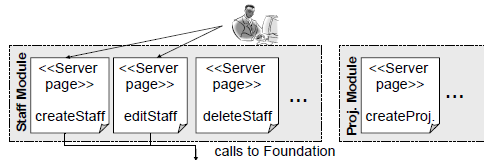 Staff Module
<<Server
page>>
createStaff
<<Server
page>>
editStaff
<<Server
page>>
deleteStaff
...
Proj. Module
<<Server
page>>
createProj.
...
calls to Foundation